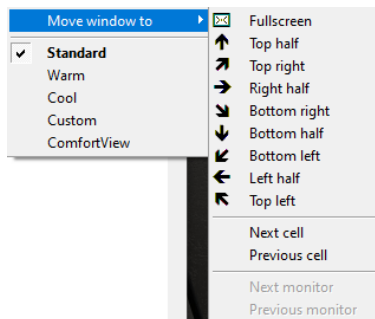 Move window to
Standard
Warm
Cool
Custom
ComfortView
Fullscreen
Top half
Top right
Right half
Bottom right
Bottom half
Bottom left
Left half
Top left
Next cell
Previous cell
Next monitor
Previous monitor